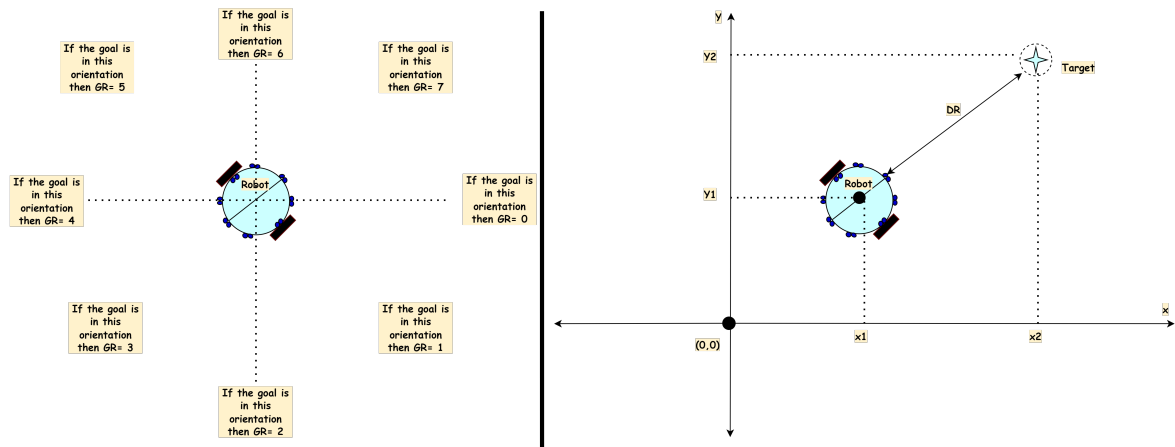 If the goal is
in this
orientation
then GR= 6
If the goal is
in this
orientation
then GR= 5
If the goal is
in this
orientation
then GR= 7
If the goal is
in this
orientation
then GR= 4
Robot
If the goal is
in this
orientation
then GR= 0
If the goal is
in this
orientation
then GR= 3
If the goal is
in this
orientation
then GR= 1
If the goal is
in this
orientation
then GR= 2
y
Y2
Target
DR
Robot
Y1
x
(0,0)
x1
x2